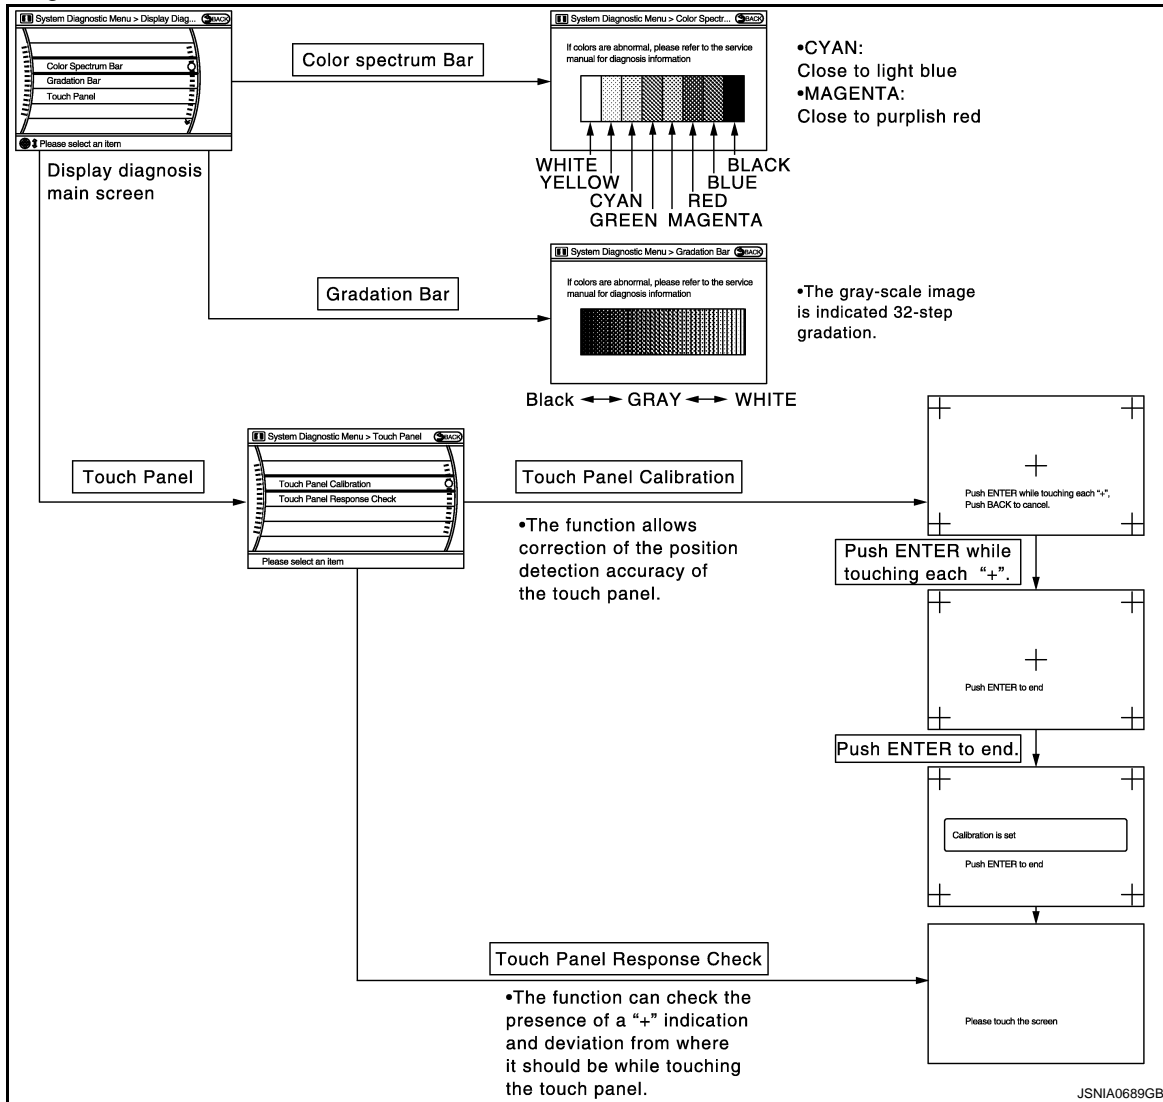 System Diagnostic Menu > Display Diag... BACK
Color Spectrum Bar
Gradation Bar
Touch Panel
Please select an item
Display diagnosis
main screen
Color spectrum Bar
System Diagnostic Menu > Color Spectr... BACK
If colors are abnormal, please refer to the service
manual for diagnosis information
WHITE
YELLOW
CYAN
GREEN
MAGENTA
RED
BLUE
BLACK
•CYAN:
Close to light blue
•MAGENTA:
Close to purplish red
Gradation Bar
System Diagnostic Menu > Gradation Bar BACK
If colors are abnormal, please refer to the service
manual for diagnosis information
Black GRAY WHITE
•The gray-scale image
is indicated 32-step
gradation.
Touch Panel
System Diagnostic Menu > Touch Panel BACK
Touch Panel Calibration
Touch Panel Response Check
Please select an item
Touch Panel Calibration
•The function allows
correction of the position
detection accuracy of
the touch panel.
Push ENTER while touching each "+",
Push BACK to cancel.
Push ENTER while
touching each "+".
Push ENTER to end
Push ENTER to end.
Calibration is set
Push ENTER to end
Touch Panel Response Check
•The function can check the
presence of a "+" indication
and deviation from where
it should be while touching
the touch panel.
Please touch the screen
JSNIA0689GB